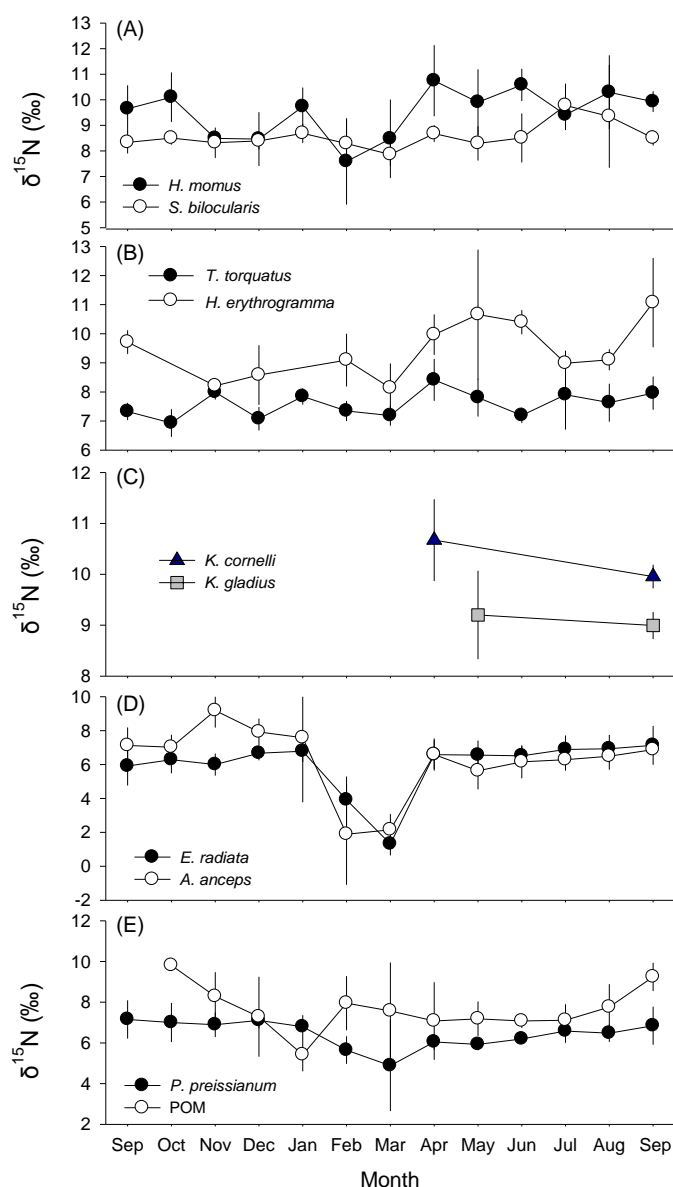 (A)
13
12
11
10
9
8
7
6
5
δ15N (‰)
H. momus
S. bilocularis
(B)
13
12
11
10
9
8
7
6
T. torquatus
H. erythrogramma
(C)
12
11
10
9
8
δ15N (‰)
K. cornelli
K. gladius
(D)
10
8
6
4
2
0
-2
E. radiata
A. anceps
(E)
12
10
8
6
4
2
δ15N (‰)
P. preissianum
POM
Sep Oct Nov Dec Jan Feb Mar Apr May Jun Jul Aug Sep
Month